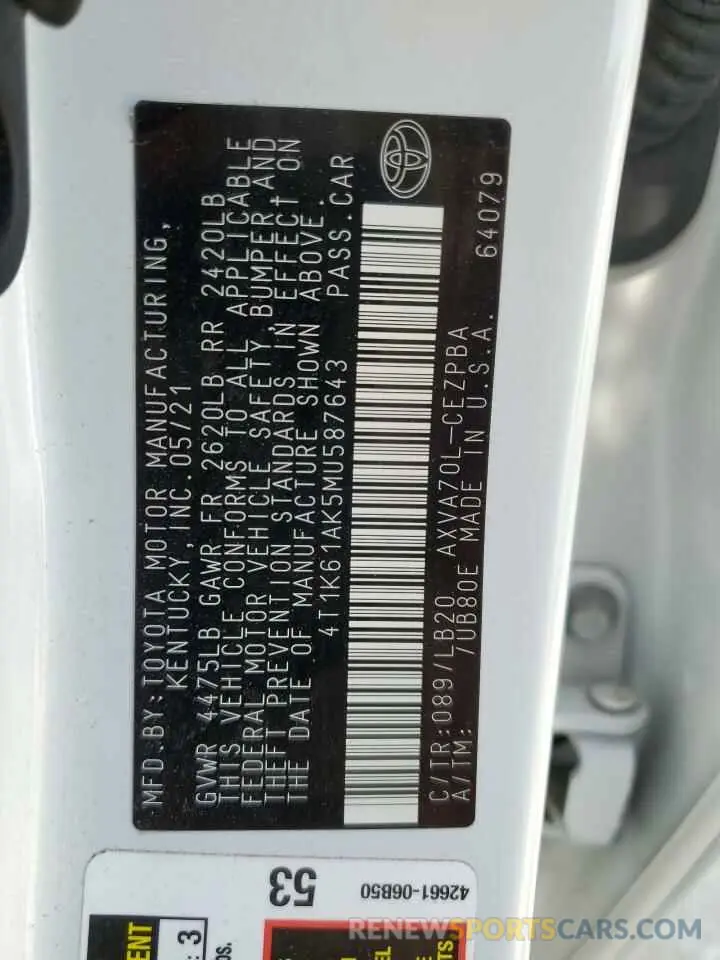 MFD.BY:TOYOTA MOTOR MANUFACTURING,
KENTUCKY,INC.05/21
GVWR 4475LB GAWR FR 2620LB RR 2420LB
THIS VEHICLE CONFORMS TO ALL APPLICABLE
FEDERAL MOTOR VEHICLE SAFETY,BUMPER,AND
THEFT PREVENTION STANDARDS IN EFFECT ON
THE DATE OF MANUFACTURE SHOWN ABOVE.
4T1K61AK5MU587643 PASS.CAR
C/TR:089/LB20 AXVA70L-CEZPBA
A/TM: /UB80E MADE IN U.S.A. 64079
53
42661-06B50
3
RENEWSPORTSCARS.COM